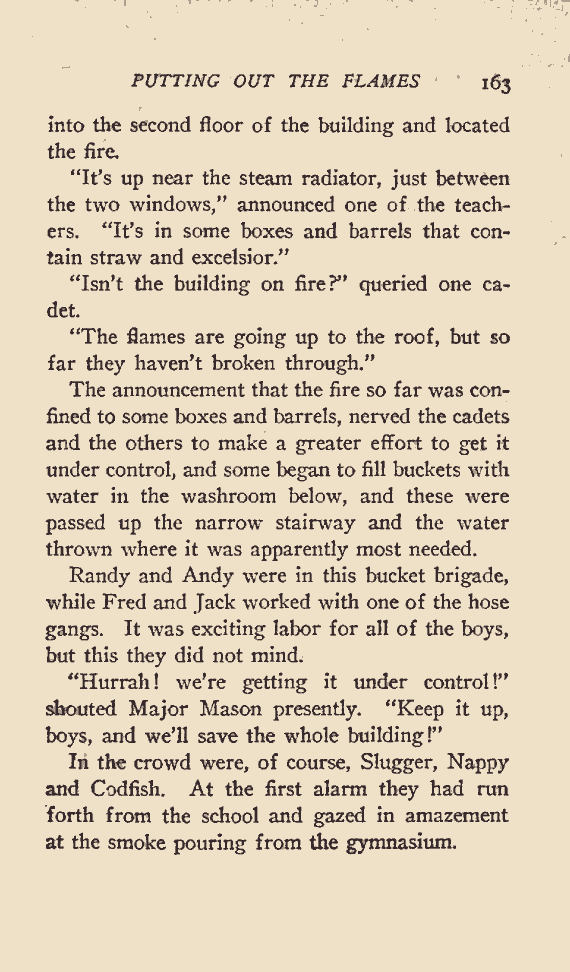 PUTTING OUT THE FLAMES 163
into the second floor of the building and located
the fire.
"It's up near the steam radiator, just between
the two windows," announced one of the teach-
ers. "It's in some boxes and barrels that con-
tain straw and excelsior."
"Isn't the building on fire?" queried one ca-
det.
"The flames are going up to the roof, but so
far they haven't broken through."
The announcement that the fire so far was con-
fined to some boxes and barrels, nerved the cadets
and the others to make a greater effort to get it
under control, and some began to fill buckets with
water in the washroom below, and these were
passed up the narrow stairway and the water
thrown where it was apparently most needed.
Randy and Andy were in this bucket brigade,
while Fred and Jack worked with one of the hose
gangs. It was exciting labor for all of the boys,
but this they did not mind.
"Hurrah! we're getting it under control!"
shouted Major Mason presently. "Keep it up,
boys, and we'll save the whole building!"
In the crowd were, of course, Slugger, Nappy
and Codfish. At the first alarm they had run
forth from the school and gazed in amazement
at the smoke pouring from the gymnasium.